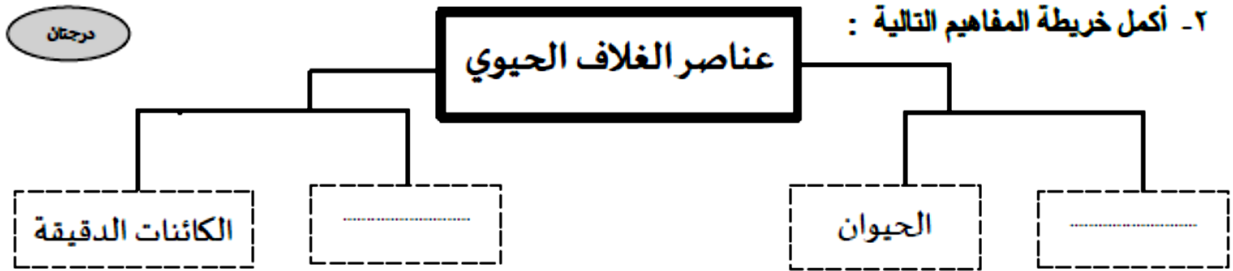 ٢- أكمل خريطة المفاهيم التالية :
درجتان
عناصر الغلاف الحيوي
الحيوان
الكائنات الدقيقة